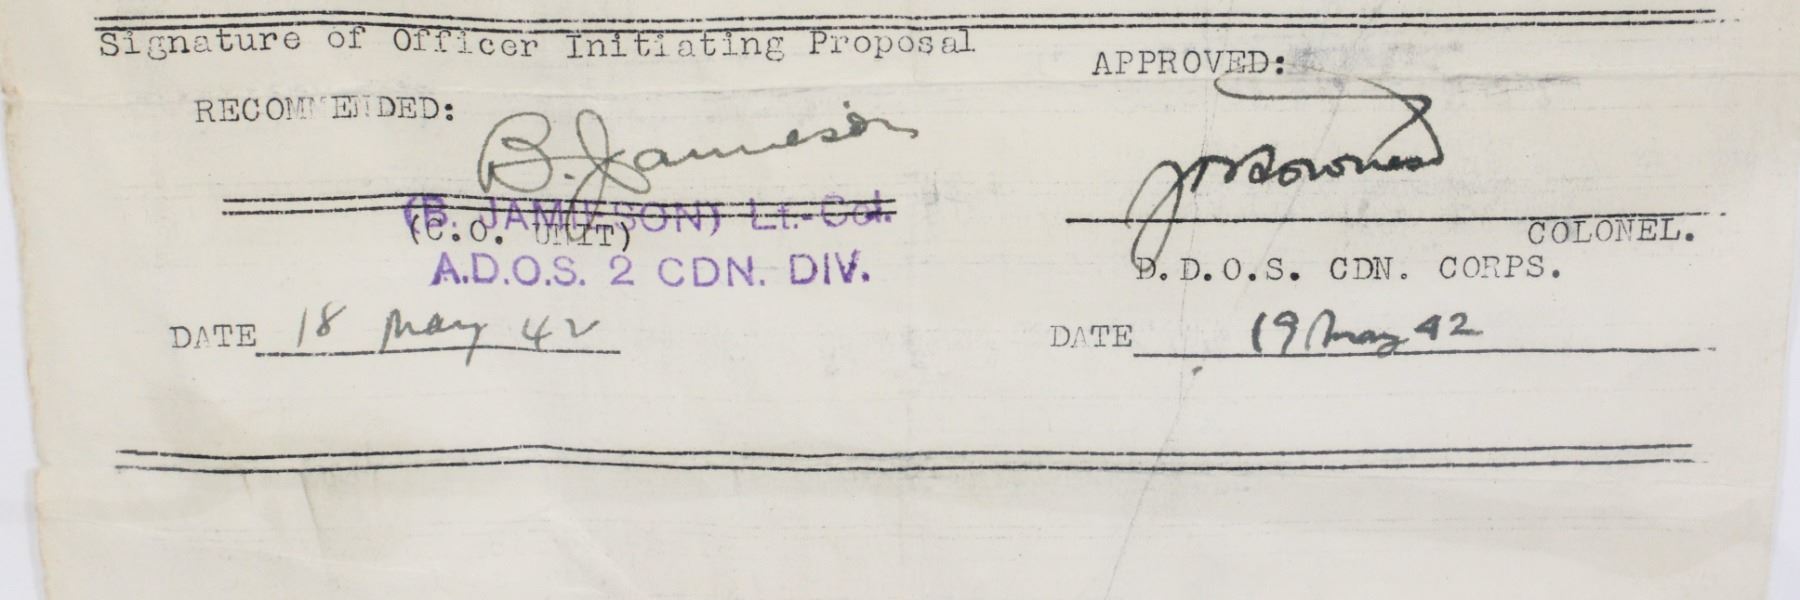 Signature of Officer Initiating Proposal
APPROVED:
RECOMMENDED:
B. Jamieson
(B. JAMIESON) Lt.-Col.
(C.O. UNIT)
A.D.O.S. 2 CDN. DIV.
COLONEL.
D.D.O.S. CDN. CORPS.
DATE 18 May 42
DATE 19 May 42